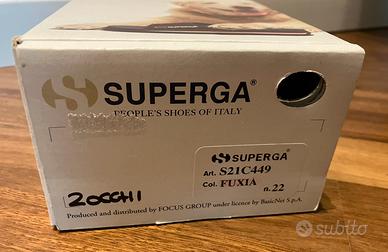 SUPERGA®
PEOPLE'S SHOES OF ITALY
SUPERGA®
Art. S21C449
Col. FUXIA n. 22
ZOCCHI
Produced and distributed by FOCUS GROUP under licence by BasicNet S.p.A.
subito